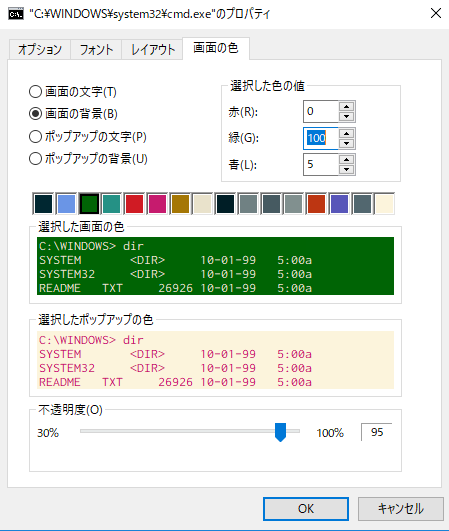 "C:¥WINDOWS¥system32¥cmd.exe"のプロパティ
オプション フォント レイアウト 画面の色
画面の文字(T)
画面の背景(B)
ポップアップの文字(P)
ポップアップの背景(U)
選択した色の値
赤(R): 0
緑(G): 100
青(L): 5
選択した画面の色
C:\WINDOWS> dir
SYSTEM <DIR> 10-01-99 5:00a
SYSTEM32 <DIR> 10-01-99 5:00a
README TXT 26926 10-01-99 5:00a
選択したポップアップの色
C:\WINDOWS> dir
SYSTEM <DIR> 10-01-99 5:00a
SYSTEM32 <DIR> 10-01-99 5:00a
README TXT 26926 10-01-99 5:00a
不透明度(O)
30% 100% 95
OK キャンセル